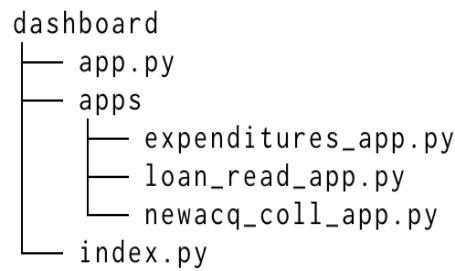 dashboard
app.py
apps
expenditures_app.py
loan_read_app.py
newacq_coll_app.py
index.py